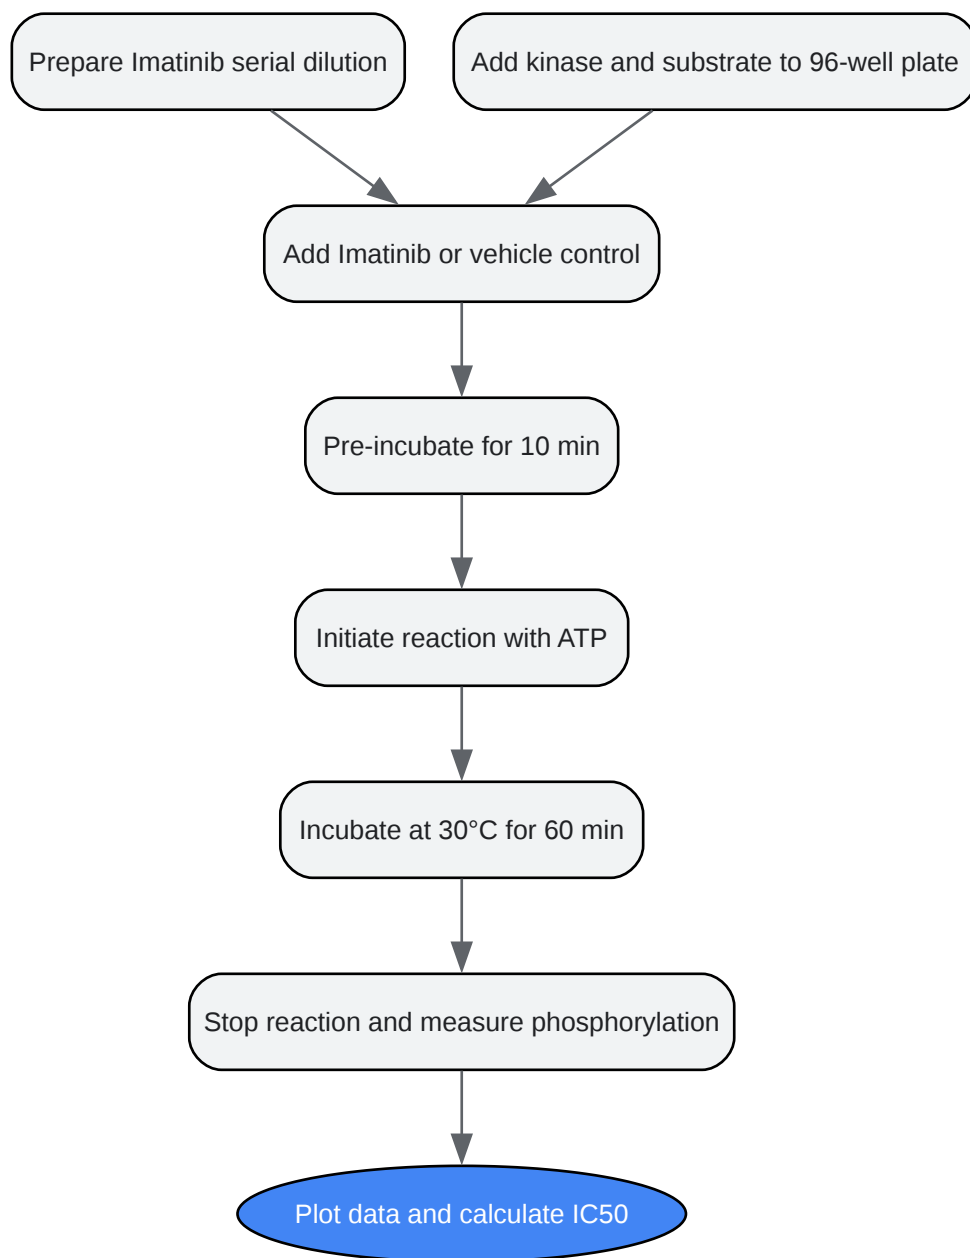 Prepare Imatinib serial dilution
Add kinase and substrate to 96-well plate
Add Imatinib or vehicle control
Pre-incubate for 10 min
Initiate reaction with ATP
Incubate at 30°C for 60 min
Stop reaction and measure phosphorylation
Plot data and calculate IC50